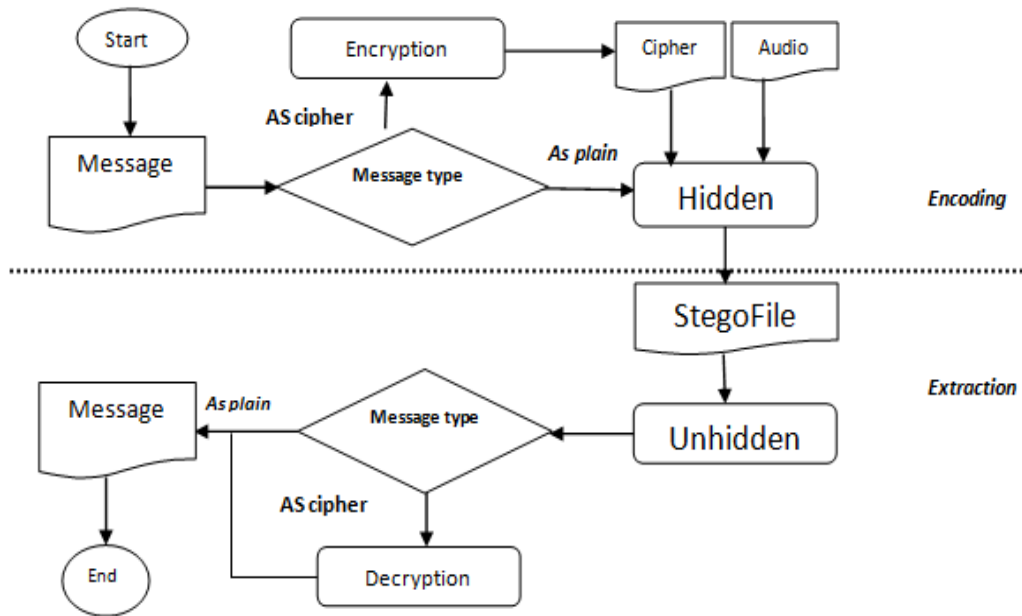 Start
Encryption
Cipher
Audio
AS cipher
Message
Message type
As plain
Hidden
Encoding
StegoFile
Extraction
Message
As plain
Message type
Unhidden
AS cipher
End
Decryption